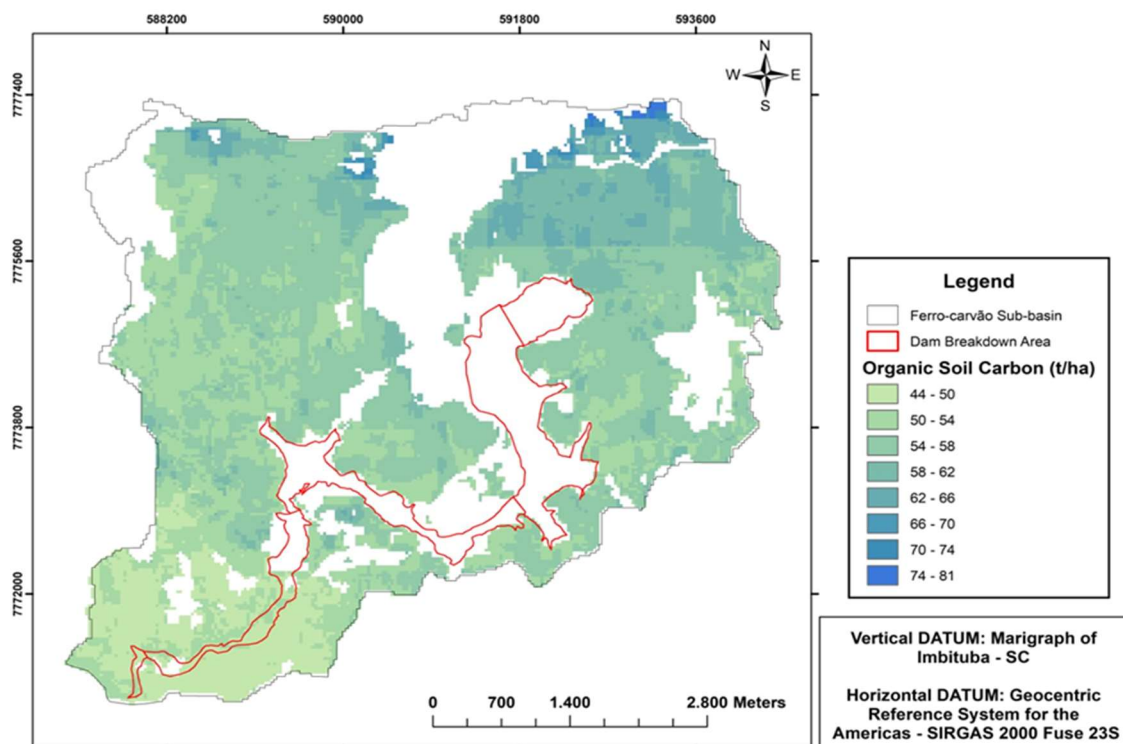 588200 590000 591800 593600
N
W E
S
7777400
7775600
7773800
7772000
Legend
Ferro-carvão Sub-basin
Dam Breakdown Area
Organic Soil Carbon (t/ha)
44 - 50
50 - 54
54 - 58
58 - 62
62 - 66
66 - 70
70 - 74
74 - 81
0 700 1.400 2.800 Meters
Vertical DATUM: Marigraph of
Imbituba - SC
Horizontal DATUM: Geocentric
Reference System for the
Americas - SIRGAS 2000 Fuse 23S